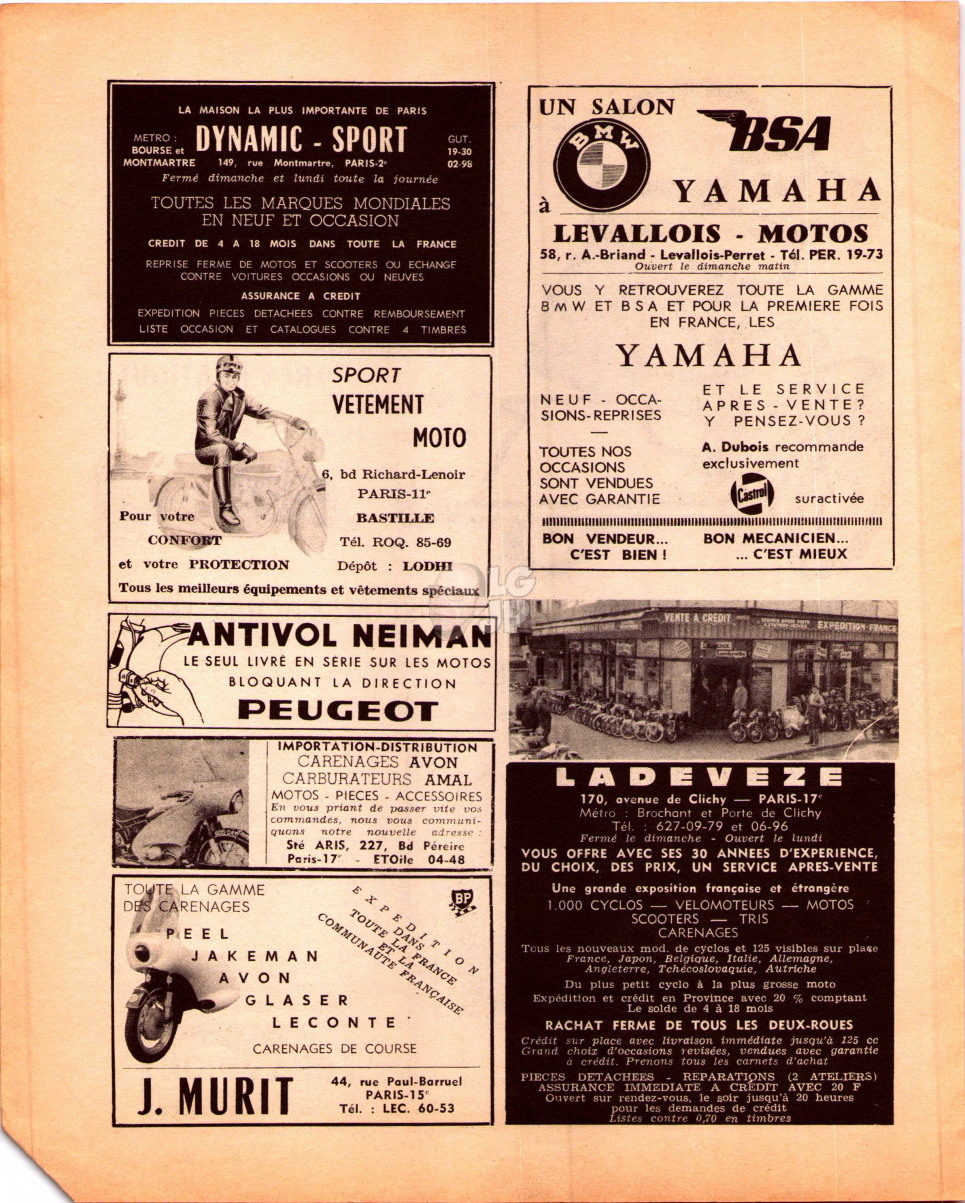 LA MAISON LA PLUS IMPORTANTE DE PARIS
METRO :
BOURSE et
MONTMARTRE
DYNAMIC - SPORT
149, rue Montmartre, PARIS-2e
GUT.
19-30
02-98
Fermé dimanche et lundi toute la journée
TOUTES LES MARQUES MONDIALES
EN NEUF ET OCCASION
CREDIT DE 4 A 18 MOIS DANS TOUTE LA FRANCE
REPRISE FERME DE MOTOS ET SCOOTERS OU ECHANGE
CONTRE VOITURES OCCASIONS OU NEUVES
ASSURANCE A CREDIT
EXPEDITION PIECES DETACHEES CONTRE REMBOURSEMENT
LISTE OCCASION ET CATALOGUES CONTRE 4 TIMBRES
SPORT
VETEMENT
MOTO
6, bd Richard-Lenoir
PARIS-11e
BASTILLE
Tél. ROQ. 85-69
Dépôt : LODHI
Pour votre
CONFORT
et votre PROTECTION
Tous les meilleurs équipements et vêtements spéciaux
ANTIVOL NEIMAN
LE SEUL LIVRÉ EN SÉRIE SUR LES MOTOS
BLOQUANT LA DIRECTION
PEUGEOT
IMPORTATION-DISTRIBUTION
CARENAGES AVON
CARBURATEURS AMAL
MOTOS - PIECES - ACCESSOIRES
En vous priant de passer vite vos
commandes, nous vous communi-
quons notre nouvelle adresse :
Sté ARIS, 227, Bd Péreire
Paris-17e - ETOile 04-48
TOUTE LA GAMME
DES CARENAGES
PEEL
JAKEMAN
AVON
GLASER
LECONTE
CARENAGES DE COURSE
BP
EXPEDITION
DANS
TOUTE LA FRANCE
ET LA
COMMUNAUTE FRANÇAISE
J. MURIT
44, rue Paul-Barruel
PARIS-15e
Tél. : LEC. 60-53
UN SALON
BMW
BSA
YAMAHA
à
LEVALLOIS - MOTOS
58, r. A.-Briand - Levallois-Perret - Tél. PER. 19-73
Ouvert le dimanche matin
VOUS Y RETROUVEREZ TOUTE LA GAMME
BMW ET BSA ET POUR LA PREMIERE FOIS
EN FRANCE, LES
YAMAHA
NEUF - OCCA-
SIONS-REPRISES
TOUTES NOS
OCCASIONS
SONT VENDUES
AVEC GARANTIE
ET LE SERVICE
APRES - VENTE?
Y PENSEZ-VOUS ?
A. Dubois recommande
exclusivement
Castrol suractivée
BON VENDEUR...
C'EST BIEN !
BON MECANICIEN...
... C'EST MIEUX
VENTE A CRÉDIT
EXPEDITION FRANCE
LADEVEZE
170, avenue de Clichy — PARIS-17e
Métro : Brochant et Porte de Clichy
Tél. : 627-09-79 et 06-96
Fermé le dimanche - Ouvert le lundi
VOUS OFFRE AVEC SES 30 ANNEES D'EXPERIENCE,
DU CHOIX, DES PRIX, UN SERVICE APRES-VENTE
Une grande exposition française et étrangère
1.000 CYCLOS — VELOMOTEURS — MOTOS
SCOOTERS — TRIS
CARENAGES
Tous les nouveaux mod. de cyclos et 125 visibles sur place
France, Japon, Belgique, Italie, Allemagne,
Angleterre, Tchécoslovaquie, Autriche
Du plus petit cyclo à la plus grosse moto
Expédition et crédit en Province avec 20 % comptant
Le solde de 4 à 18 mois
RACHAT FERME DE TOUS LES DEUX-ROUES
Crédit sur place avec livraison immédiate jusqu'à 125 cc
Grand choix d'occasions revisées, vendues avec garantie
à crédit. Prenons tous les carnets d'achat
PIECES DETACHEES - REPARATIONS (2 ATELIERS)
ASSURANCE IMMEDIATE A CRÉDIT AVEC 20 F
Ouvert sur rendez-vous, le soir jusqu'à 20 heures
pour les demandes de crédit
Listes contre 0,70 en timbres